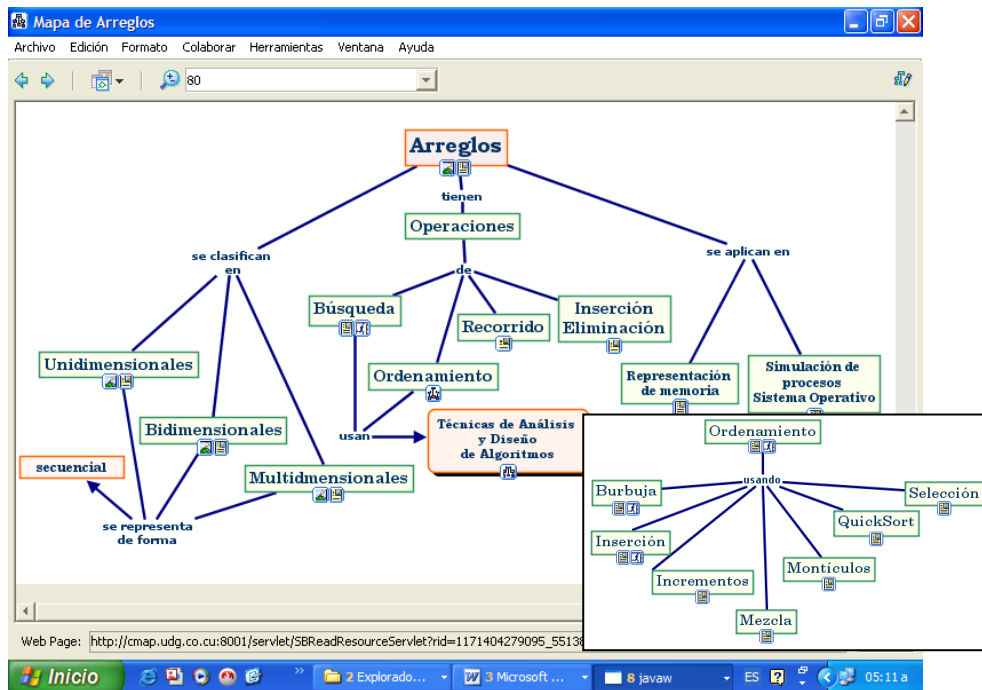 Mapa de Arreglos
Archivo Edición Formato Colaborar Herramientas Ventana Ayuda
80
Arreglos
tienen
Operaciones
se clasifican
en
de
se aplican en
Búsqueda
Recorrido
Inserción
Eliminación
Unidimensionales
Ordenamiento
Representación
de memoria
Simulación de
procesos
Sistema Operativo
Bidimensionales
usan
Técnicas de Análisis
y Diseño
de Algoritmos
secuencial
Multidmensionales
se representa
de forma
Ordenamiento
usando
Burbuja
Selección
QuickSort
Inserción
Montículos
Incrementos
Mezcla
Web Page: http://cmap.udg.co.cu:8001/servlet/SBReadResourceServlet?rid=1171404279095_55138
Inicio
2 Explorado...
3 Microsoft ...
8 javaw
ES
05:11 a